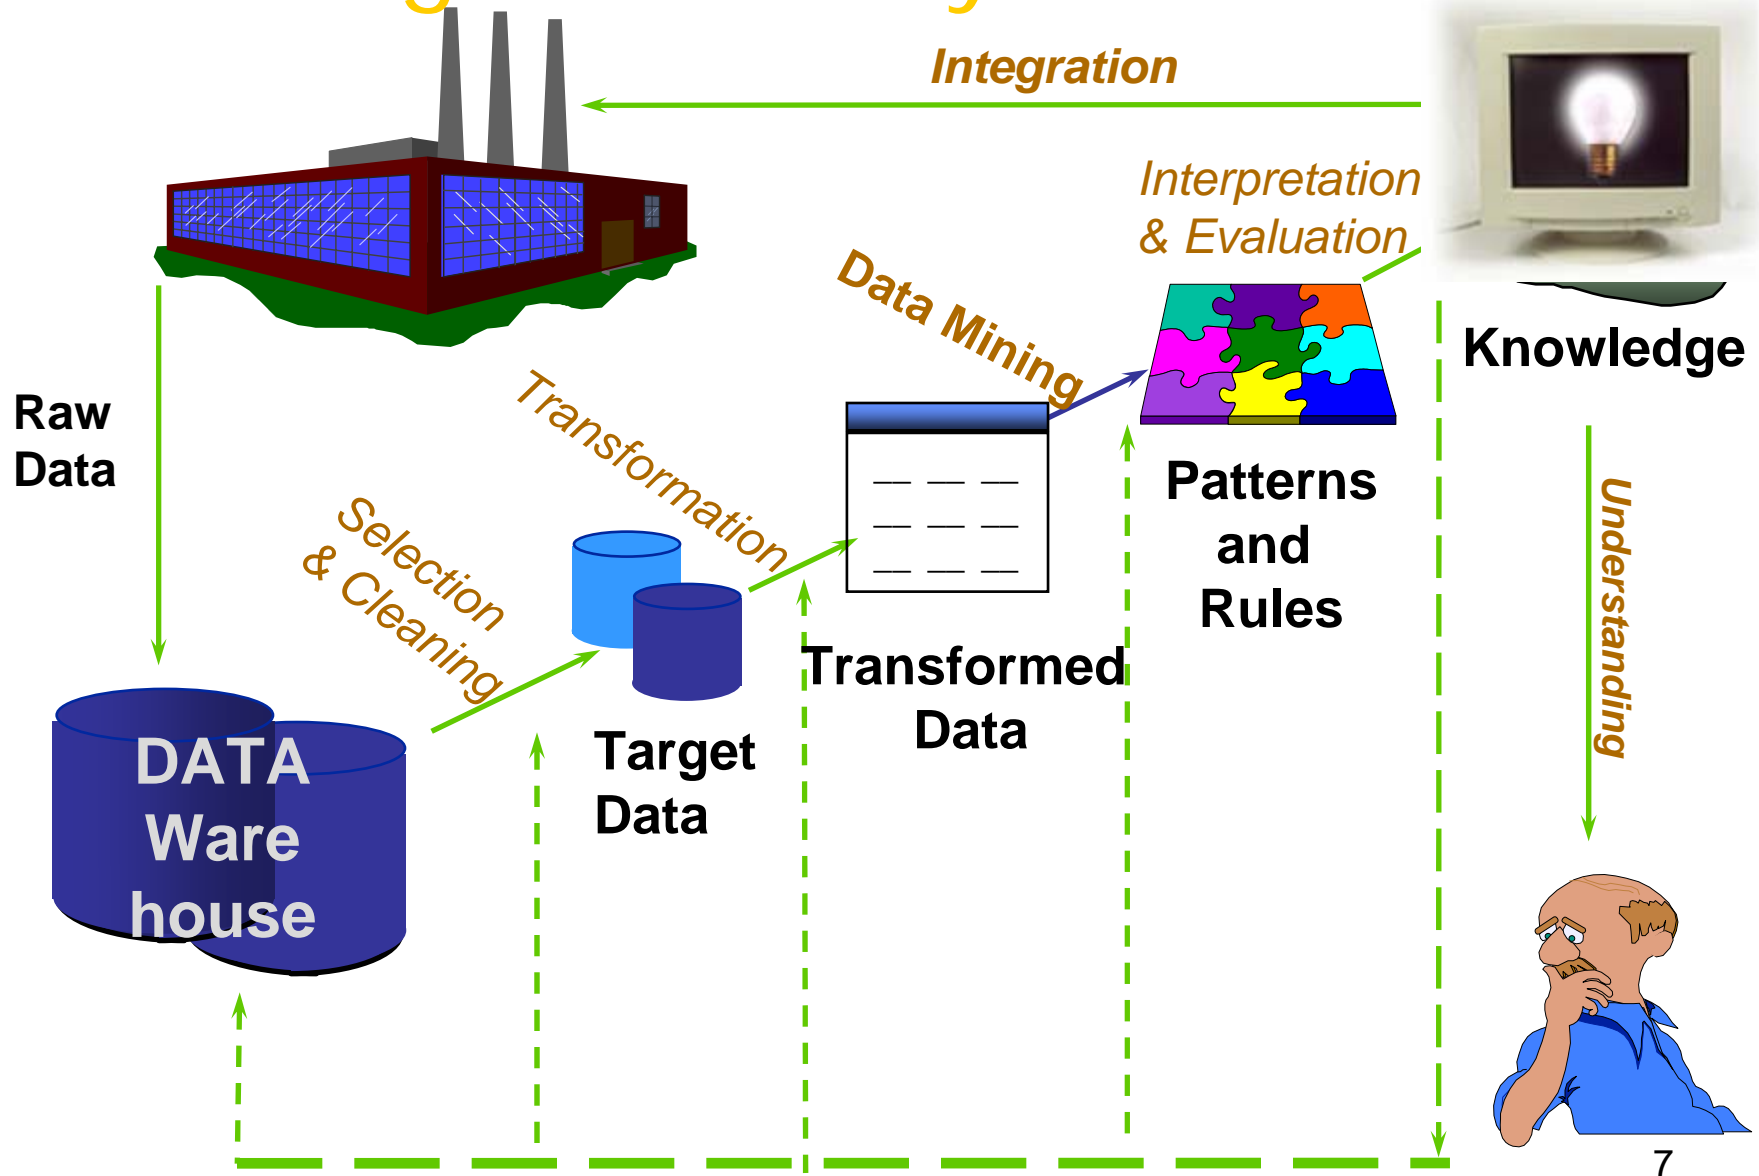 Integration
Interpretation
& Evaluation
Data Mining
Knowledge
Raw
Data
Transformation
Patterns
and
Rules
Understanding
Selection
& Cleaning
Transformed
Data
Target
Data
DATA
Ware
house
7